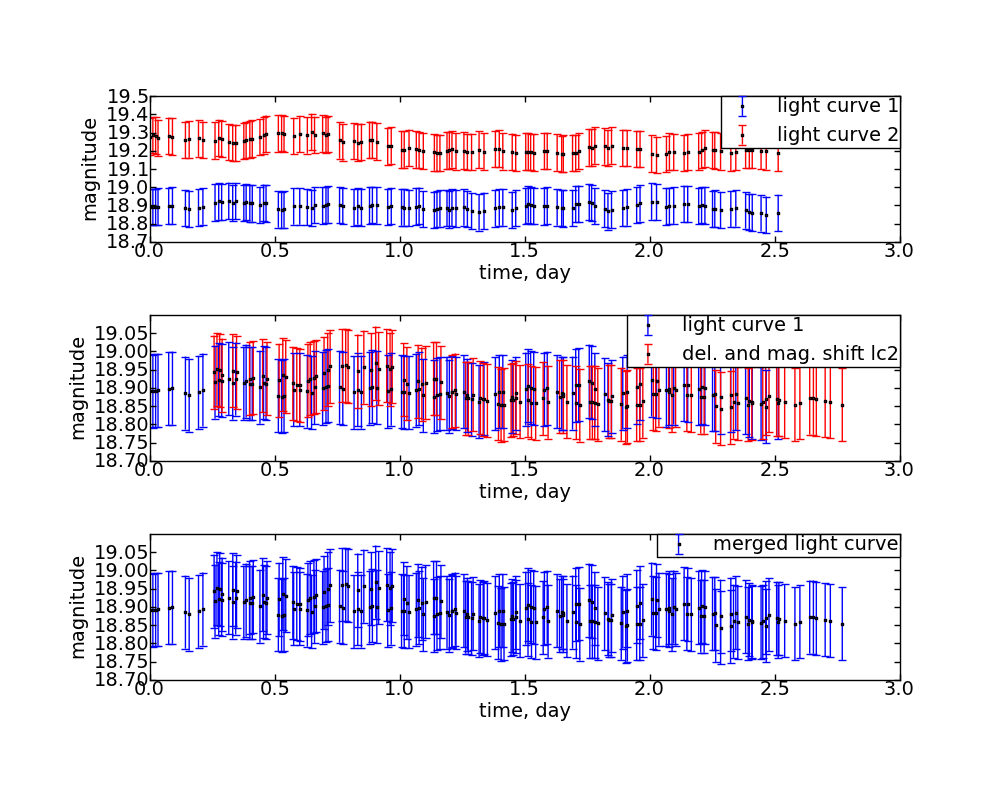 19.5
19.4
19.3
19.2
19.1
19.0
18.9
18.8
18.7
magnitude
light curve 1
light curve 2
0.0 0.5 1.0 1.5 2.0 2.5 3.0
time, day
19.05
19.00
18.95
18.90
18.85
18.80
18.75
18.70
magnitude
light curve 1
del. and mag. shift lc2
0.0 0.5 1.0 1.5 2.0 2.5 3.0
time, day
19.05
19.00
18.95
18.90
18.85
18.80
18.75
18.70
magnitude
merged light curve
0.0 0.5 1.0 1.5 2.0 2.5 3.0
time, day